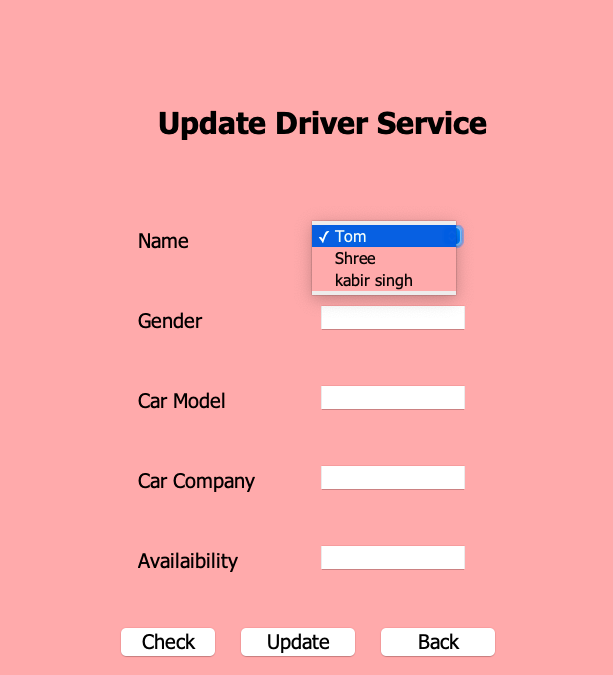 Update Driver Service
Name
✓ Tom
Shree
kabir singh
Gender
Car Model
Car Company
Availaibility
Check Update Back